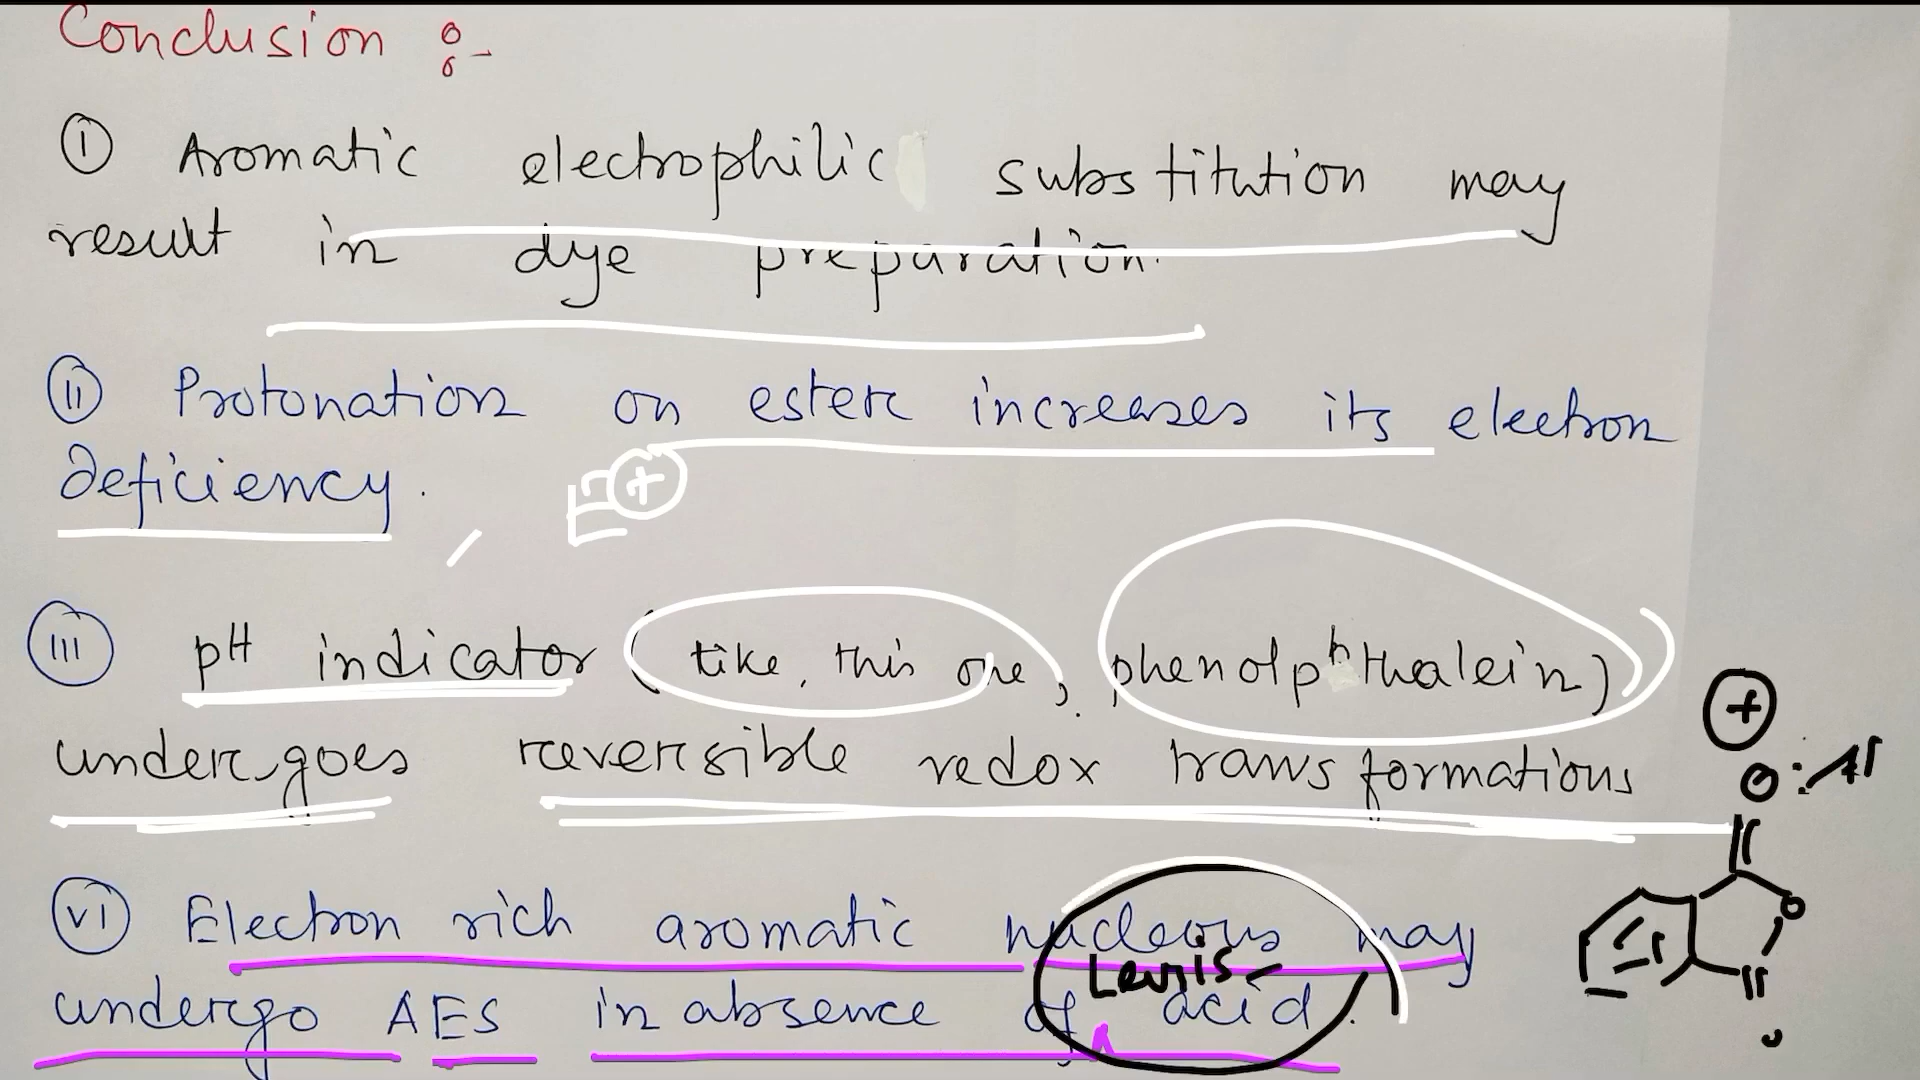 Conclusion :-
(I) Aromatic electrophilic substitution may
result in dye preparation.
(II) Protonation on ester increases its electron
Deficiency.
E +
(III) pH indicator (like, this one, phenolphthalein)
undergoes reversible redox transformations
+
O: Al
O
(VI) Electron rich aromatic nucleous may
Lewis-
undergo AES in absence of acid.